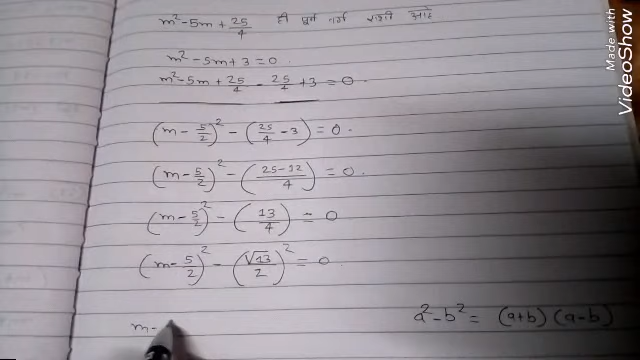 m² - 5m + 25/4 ही पूर्ण वर्ग राशी आहे
m² - 5m + 3 = 0.
m² - 5m + 25/4 - 25/4 + 3 = 0.
(m - 5/2)² - (25/4 - 3) = 0.
(m - 5/2)² - (25-12/4) = 0.
(m - 5/2)² - (13/4) = 0
(m - 5/2)² - (√13/2)² = 0
a² - b² = (a+b) (a-b)
m -
Made with
VideoShow